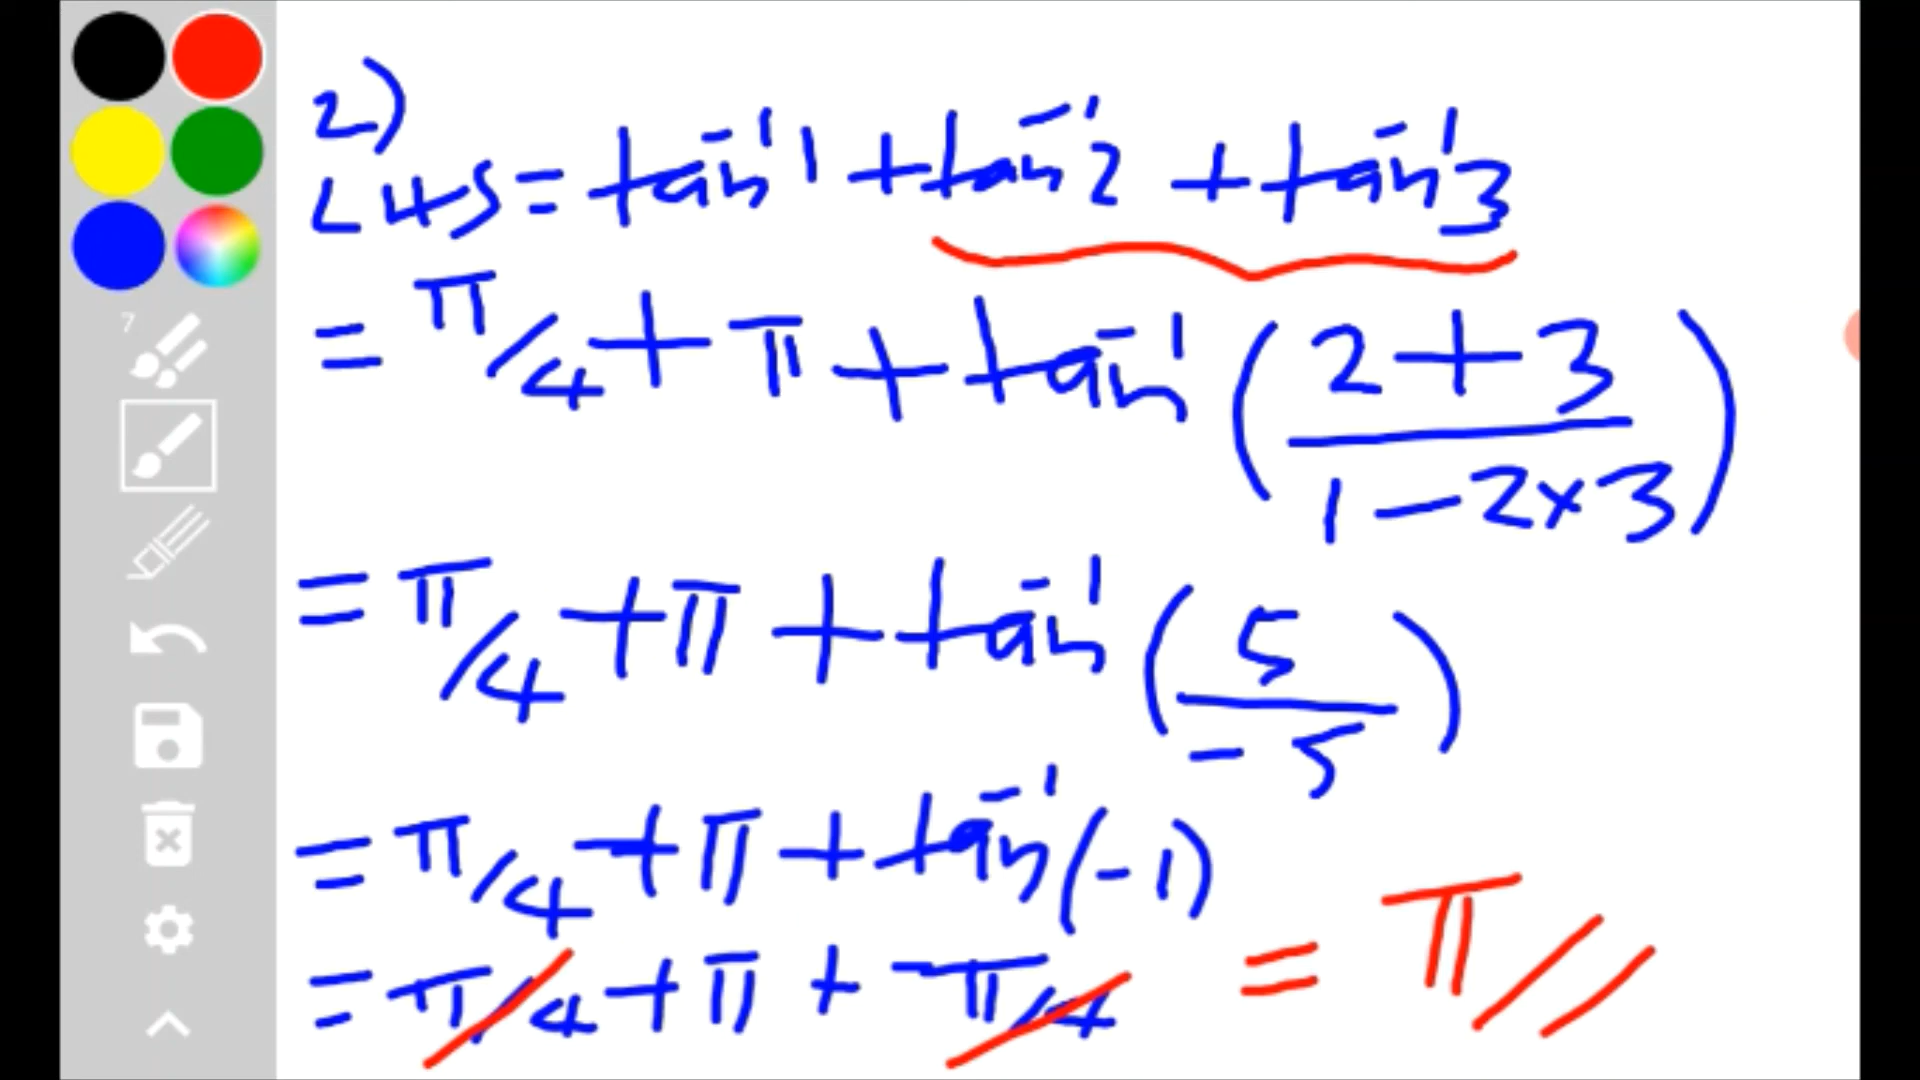 7
2)
LHS = tan⁻¹1 + tan⁻¹2 + tan⁻¹3
= π/4 + π + tan⁻¹(2+3/1-2×3)
= π/4 + π + tan⁻¹(5/-5)
= π/4 + π + tan⁻¹(-1)
= π/4 + π + -π/4 = π//